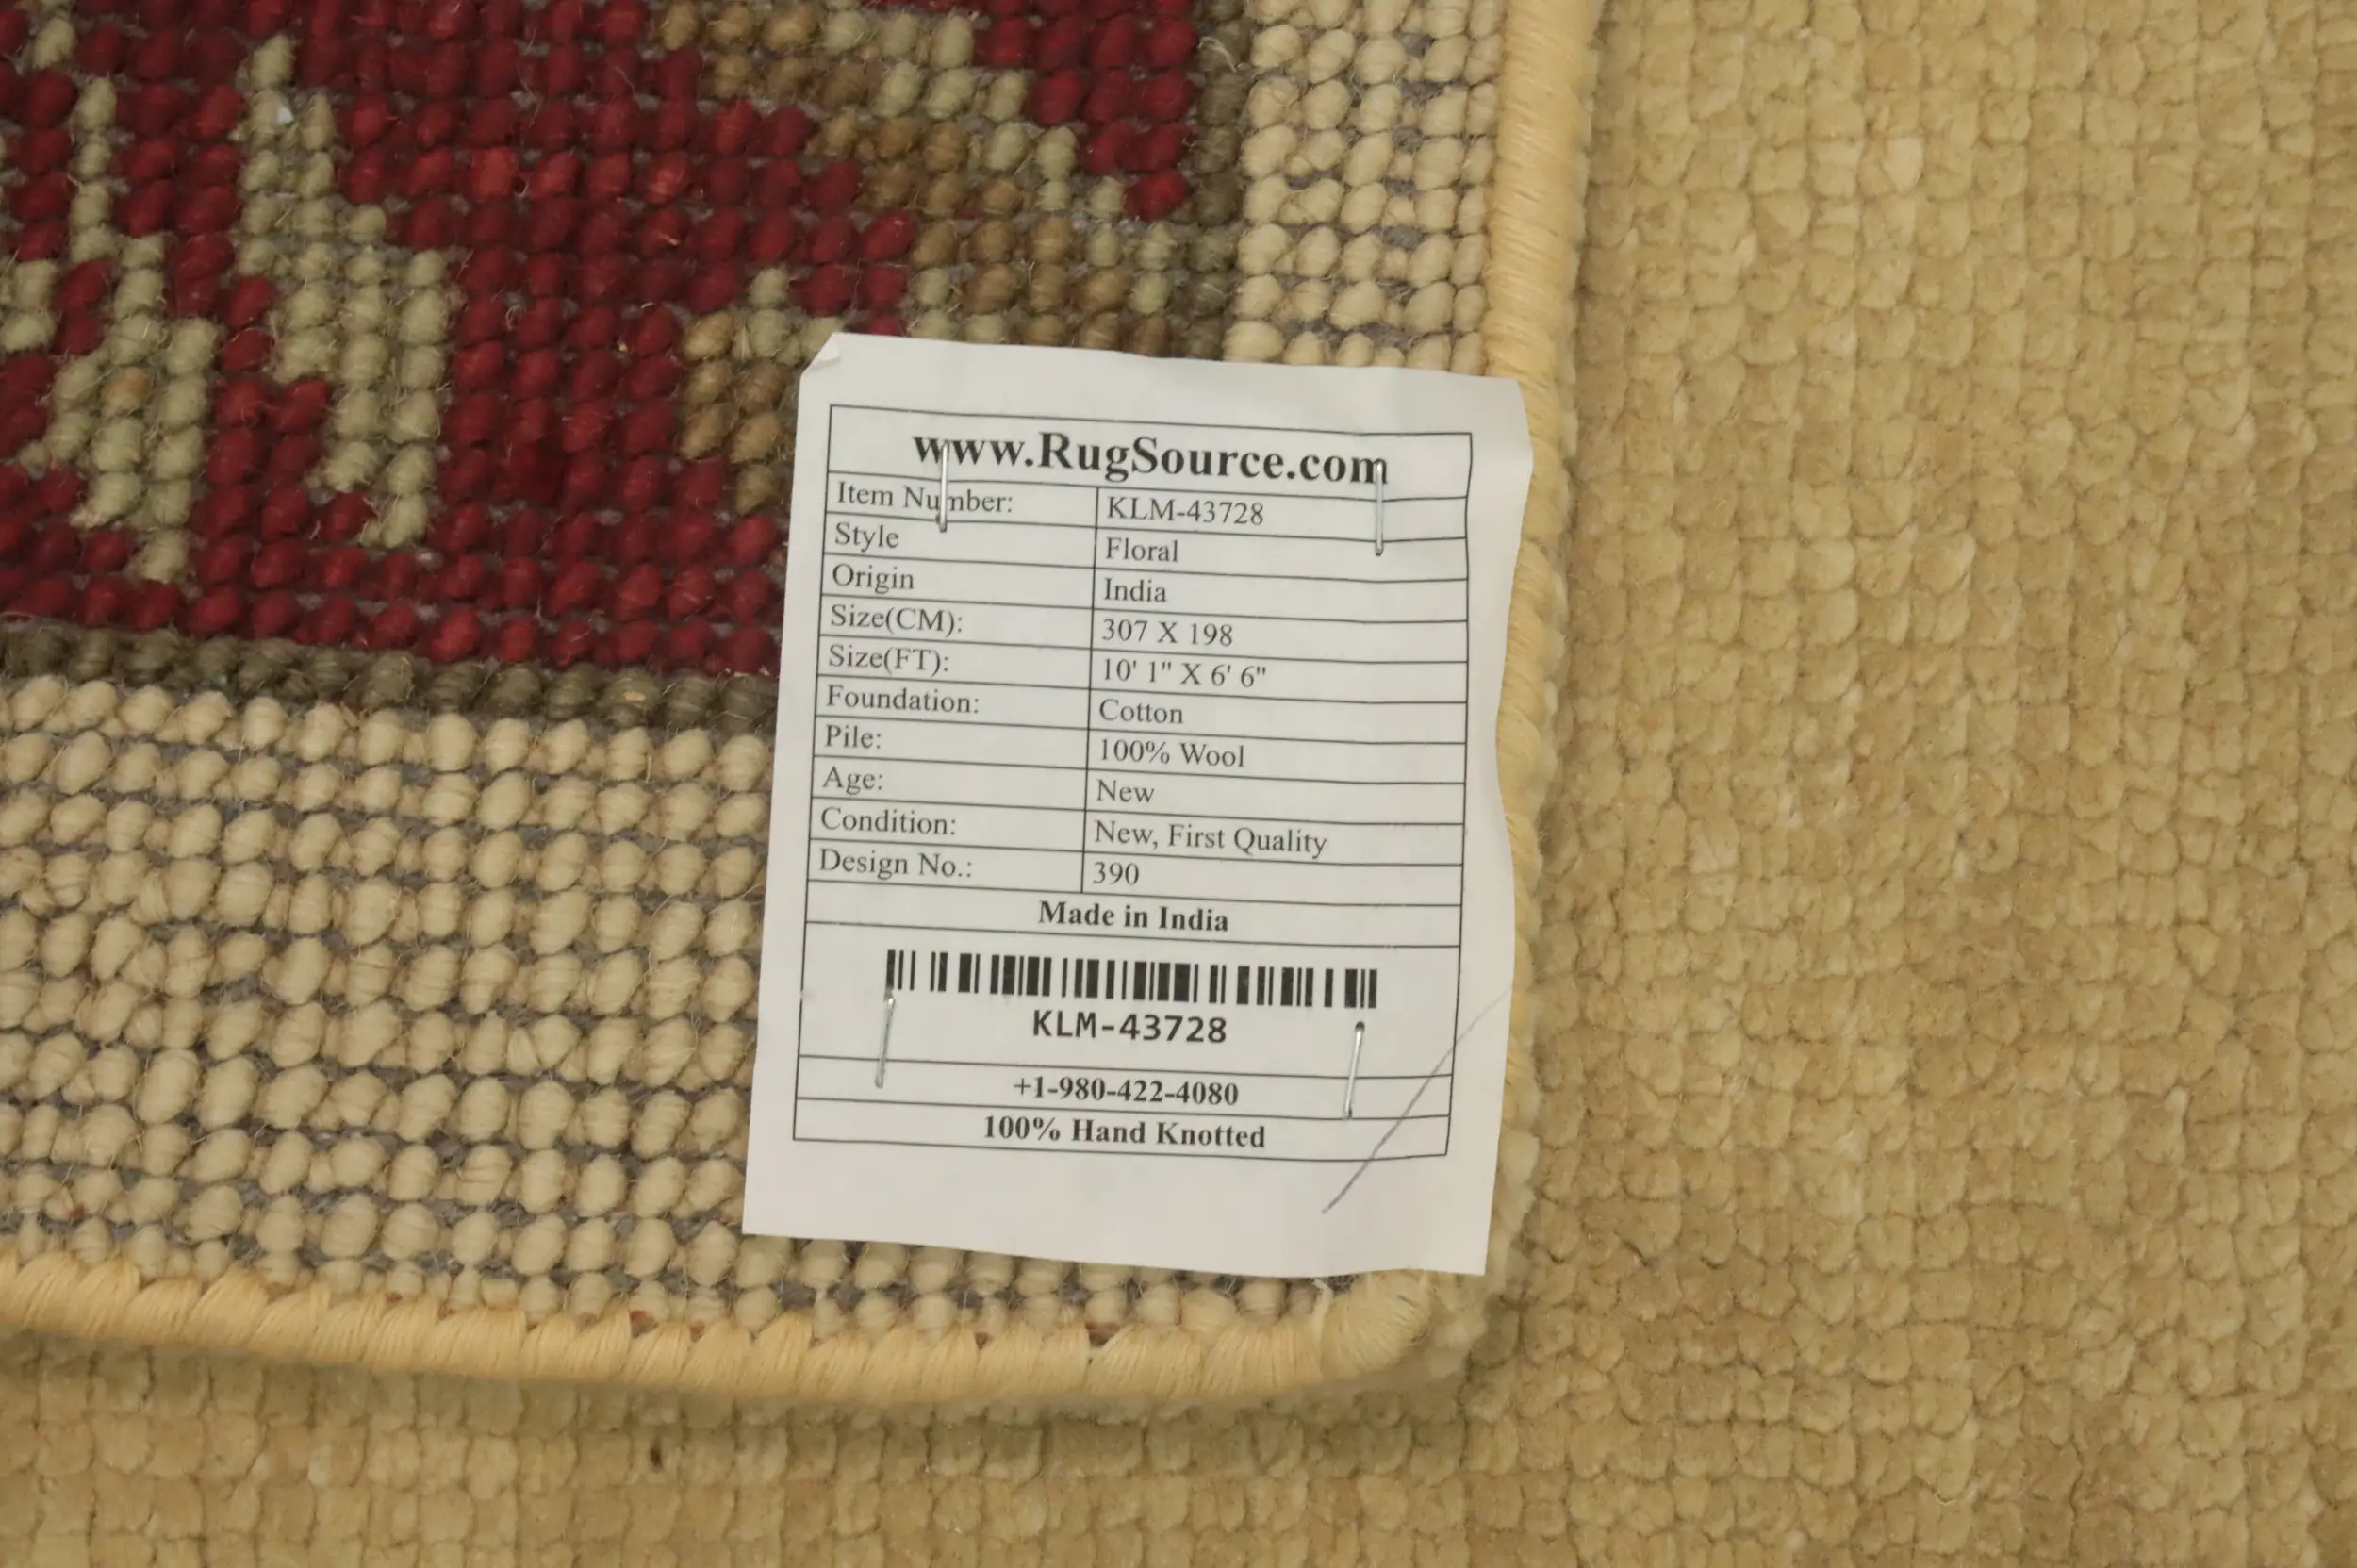 www.RugSource.com
Item Number: KLM-43728
Style Floral
Origin India
Size(CM): 307 X 198
Size(FT): 10' 1" X 6' 6"
Foundation: Cotton
Pile: 100% Wool
Age: New
Condition: New, First Quality
Design No.: 390
Made in India
KLM-43728
+1-980-422-4080
100% Hand Knotted